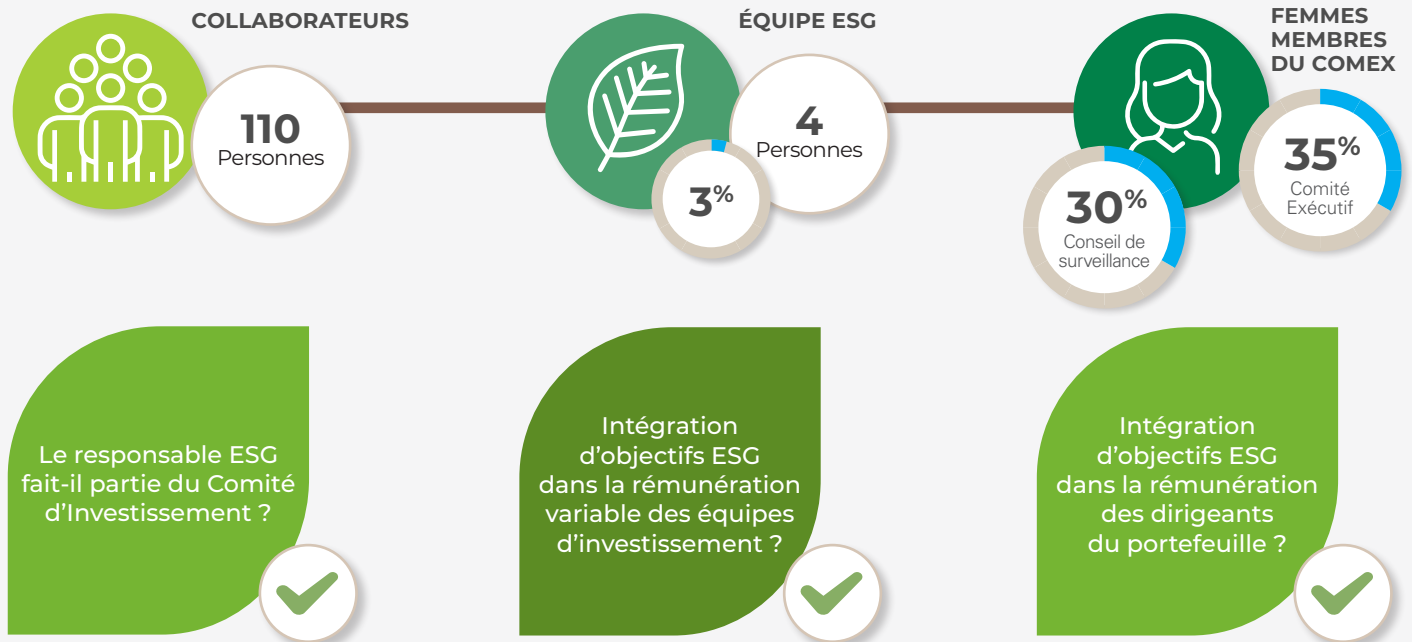 COLLABORATEURS
110
Personnes
ÉQUIPE ESG
4
Personnes
3%
FEMMES
MEMBRES
DU COMEX
35%
Comité
Exécutif
30%
Conseil de
surveillance
Le responsable ESG
fait-il partie du Comité
d'Investissement ?
Intégration
d'objectifs ESG
dans la rémunération
variable des équipes
d'investissement ?
Intégration
d'objectifs ESG
dans la rémunération
des dirigeants
du portefeuille ?